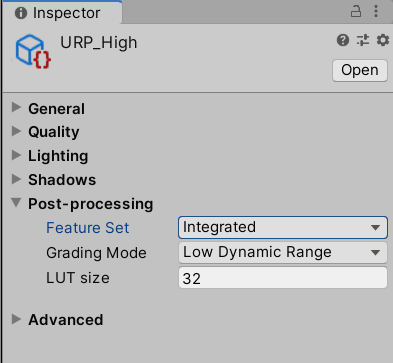 Inspector
URP_High
Open
General
Quality
Lighting
Shadows
Post-processing
Feature Set Integrated
Grading Mode Low Dynamic Range
LUT size 32
Advanced